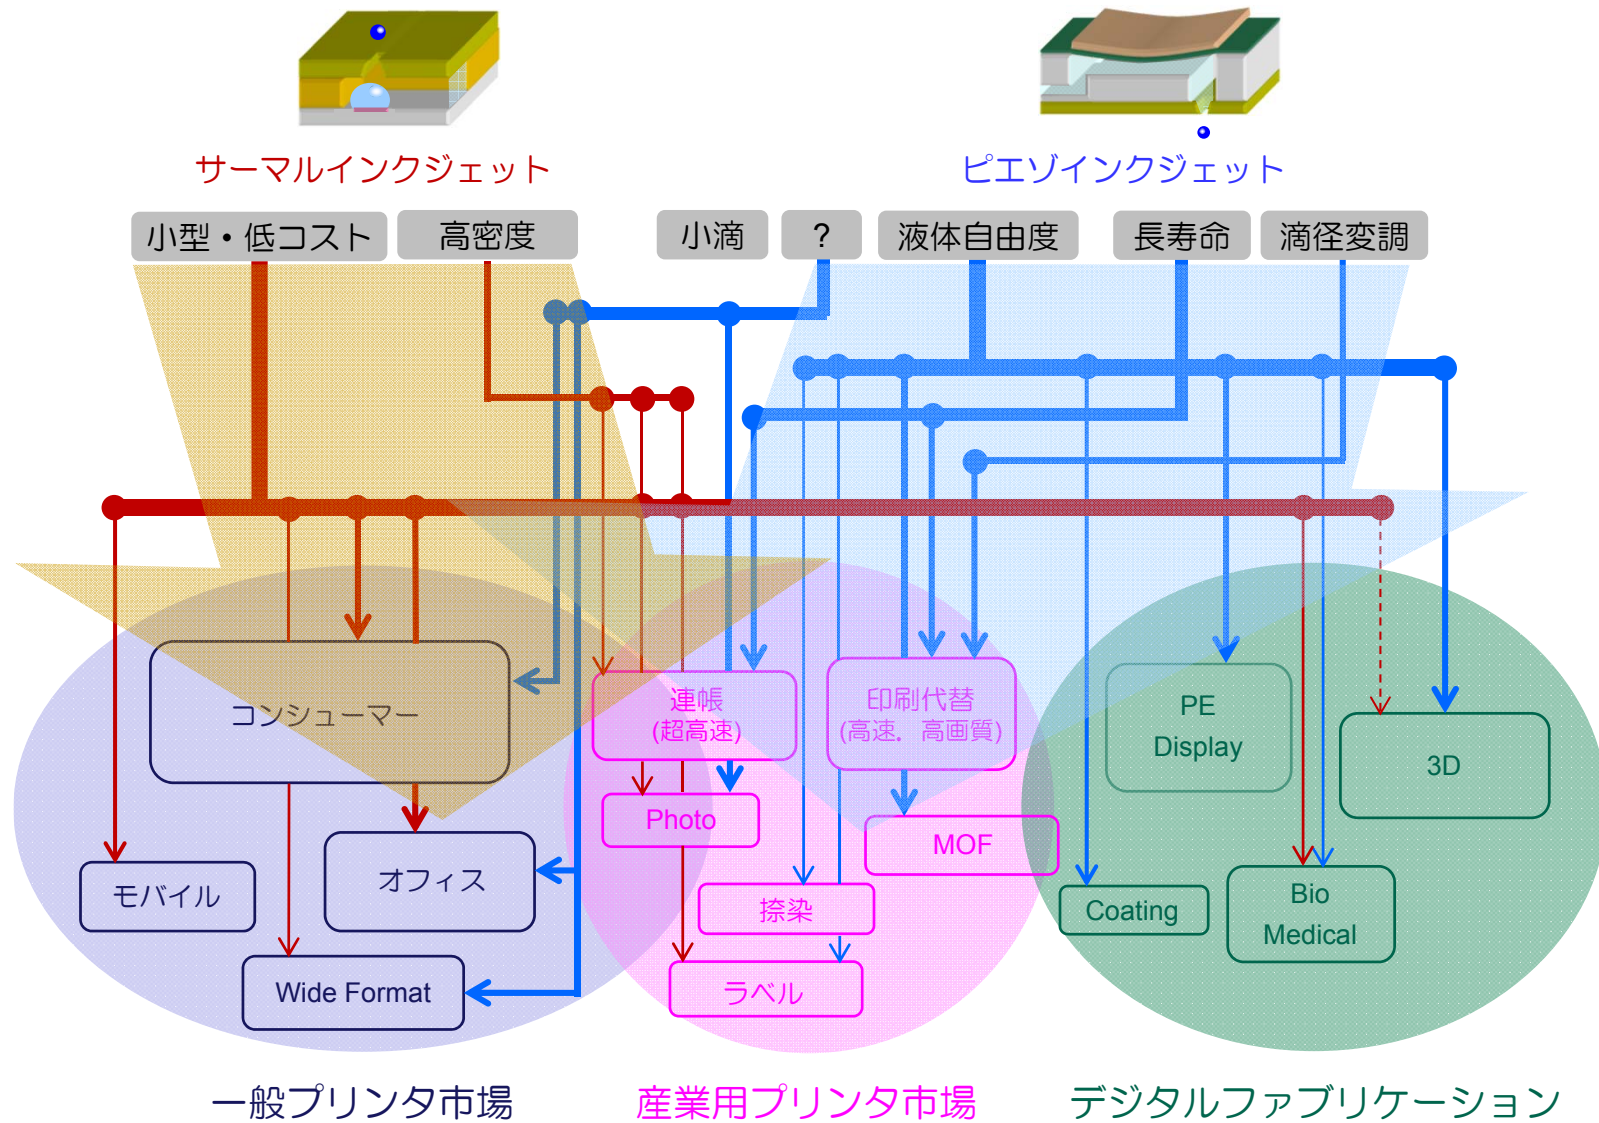 サーマルインクジェット
ピエゾインクジェット
小型・低コスト
高密度
小滴
?
液体自由度
長寿命
滴径変調
コンシューマー
連帳
(超高速)
印刷代替
(高速．高画質)
PE
Display
3D
Photo
MOF
モバイル
オフィス
捺染
Coating
Bio
Medical
Wide Format
ラベル
一般プリンタ市場
産業用プリンタ市場
デジタルファブリケーション